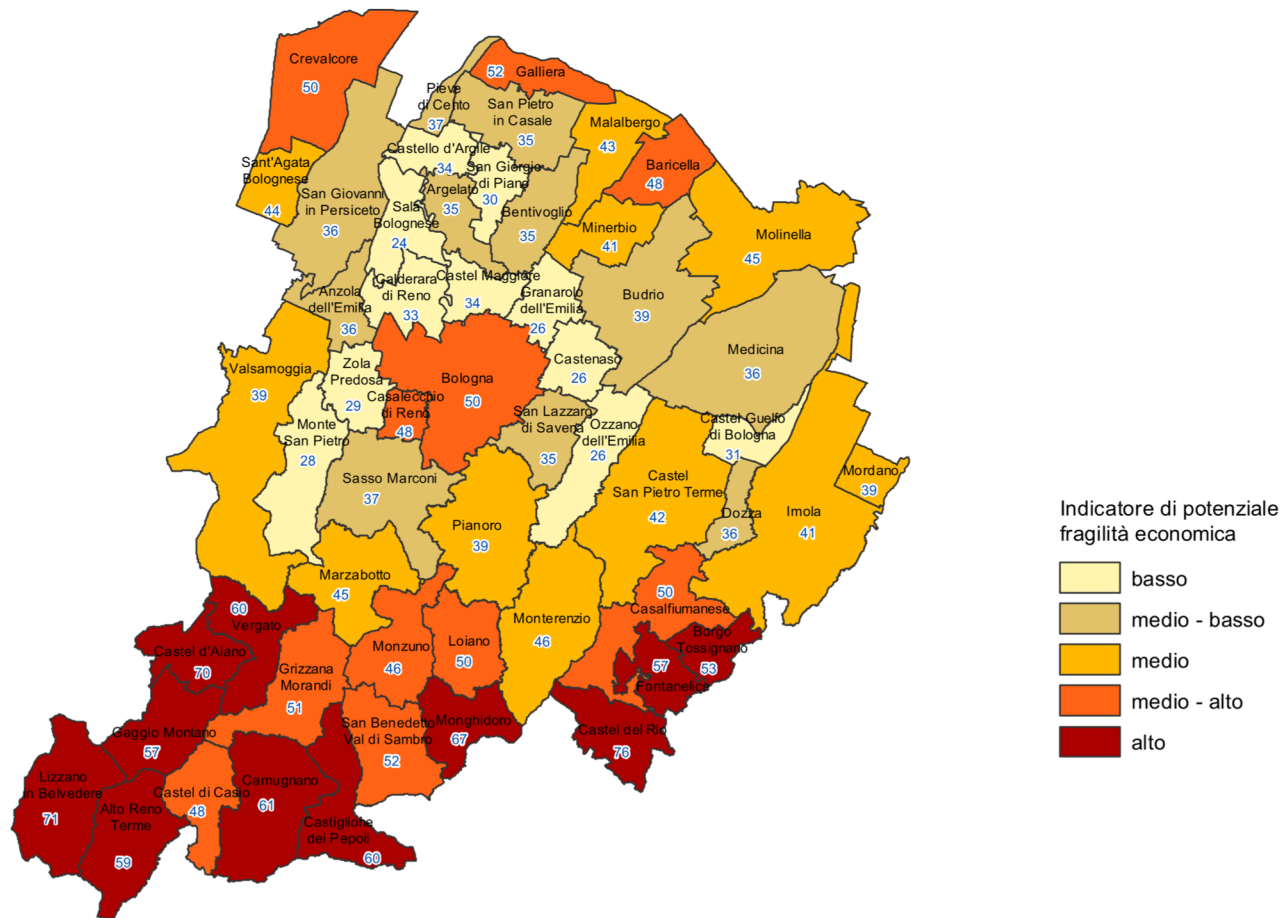 Crevalcore
50
52
Galliera
Pieve
di Cento
37
San Pietro
in Casale
35
Malalbergo
43
Baricella
48
Sant'Agata
Bolognese
44
San Giovanni
in Persiceto
36
Castello d'Argile
34
San Giorgio
di Piano
30
Argelato
35
Bentivoglio
35
Sala
Bolognese
24
Minerbio
41
Molinella
45
Anzola
dell'Emilia
36
Calderara
di Reno
33
Castel Maggiore
34
Granarolo
dell'Emilia
26
Budrio
39
Medicina
36
Valsamoggia
39
Zola
Predosa
29
Bologna
50
Castenaso
26
Casalecchio
di Reno
48
Monte
San Pietro
28
San Lazzaro
di Savena
35
Ozzano
dell'Emilia
26
Castel Guelfo
di Bologna
31
Sasso Marconi
37
Castel
San Pietro Terme
42
Mordano
39
Dozza
36
Imola
41
Pianoro
39
Marzabotto
45
Monterenzio
46
50
Casalfiumanese
60
Vergato
Castel d'Aiano
70
Monzuno
46
Loiano
50
Borgo
Tossignano
53
57
Fontanelice
Grizzana
Morandi
51
Gaggio Montano
57
San Benedetto
Val di Sambro
52
Monghidoro
67
Castel del Rio
76
Lizzano
in Belvedere
71
Alto Reno
Terme
59
Castel di Casio
48
Camugnano
61
Castiglione
dei Pepoli
60
Indicatore di potenziale
fragilità economica
basso
medio - basso
medio
medio - alto
alto